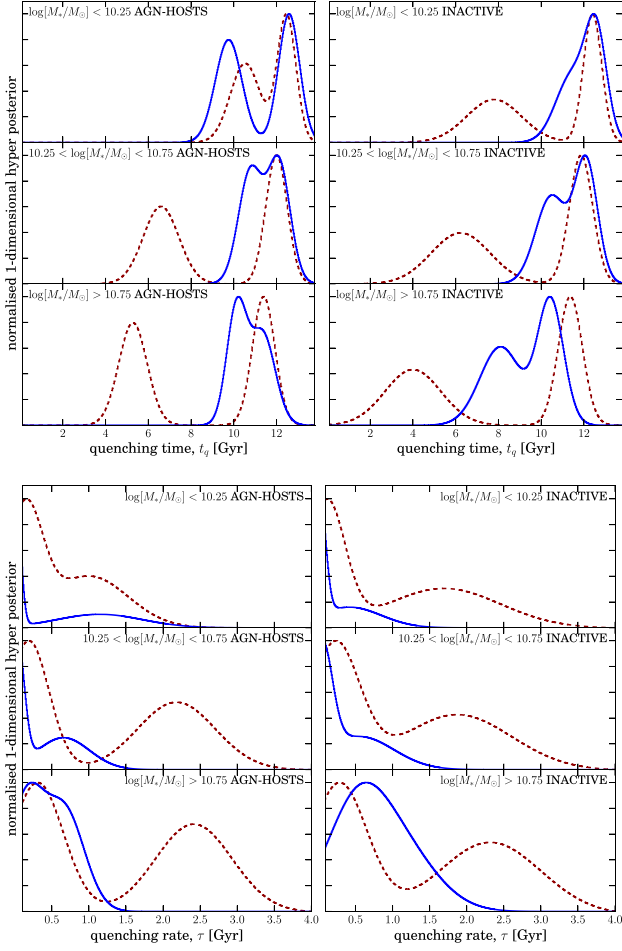 log[M∗/M⊙] < 10.25 AGN-HOSTS
log[M∗/M⊙] < 10.25 INACTIVE
10.25 < log[M∗/M⊙] < 10.75 AGN-HOSTS
10.25 < log[M∗/M⊙] < 10.75 INACTIVE
log[M∗/M⊙] > 10.75 AGN-HOSTS
log[M∗/M⊙] > 10.75 INACTIVE
normalised 1-dimensional hyper posterior
2 4 6 8 10 12
2 4 6 8 10 12
quenching time, t_q [Gyr]
quenching time, t_q [Gyr]
log[M∗/M⊙] < 10.25 AGN-HOSTS
log[M∗/M⊙] < 10.25 INACTIVE
10.25 < log[M∗/M⊙] < 10.75 AGN-HOSTS
10.25 < log[M∗/M⊙] < 10.75 INACTIVE
log[M∗/M⊙] > 10.75 AGN-HOSTS
log[M∗/M⊙] > 10.75 INACTIVE
normalised 1-dimensional hyper posterior
0.5 1.0 1.5 2.0 2.5 3.0 3.5 4.0
0.5 1.0 1.5 2.0 2.5 3.0 3.5 4.0
quenching rate, τ [Gyr]
quenching rate, τ [Gyr]